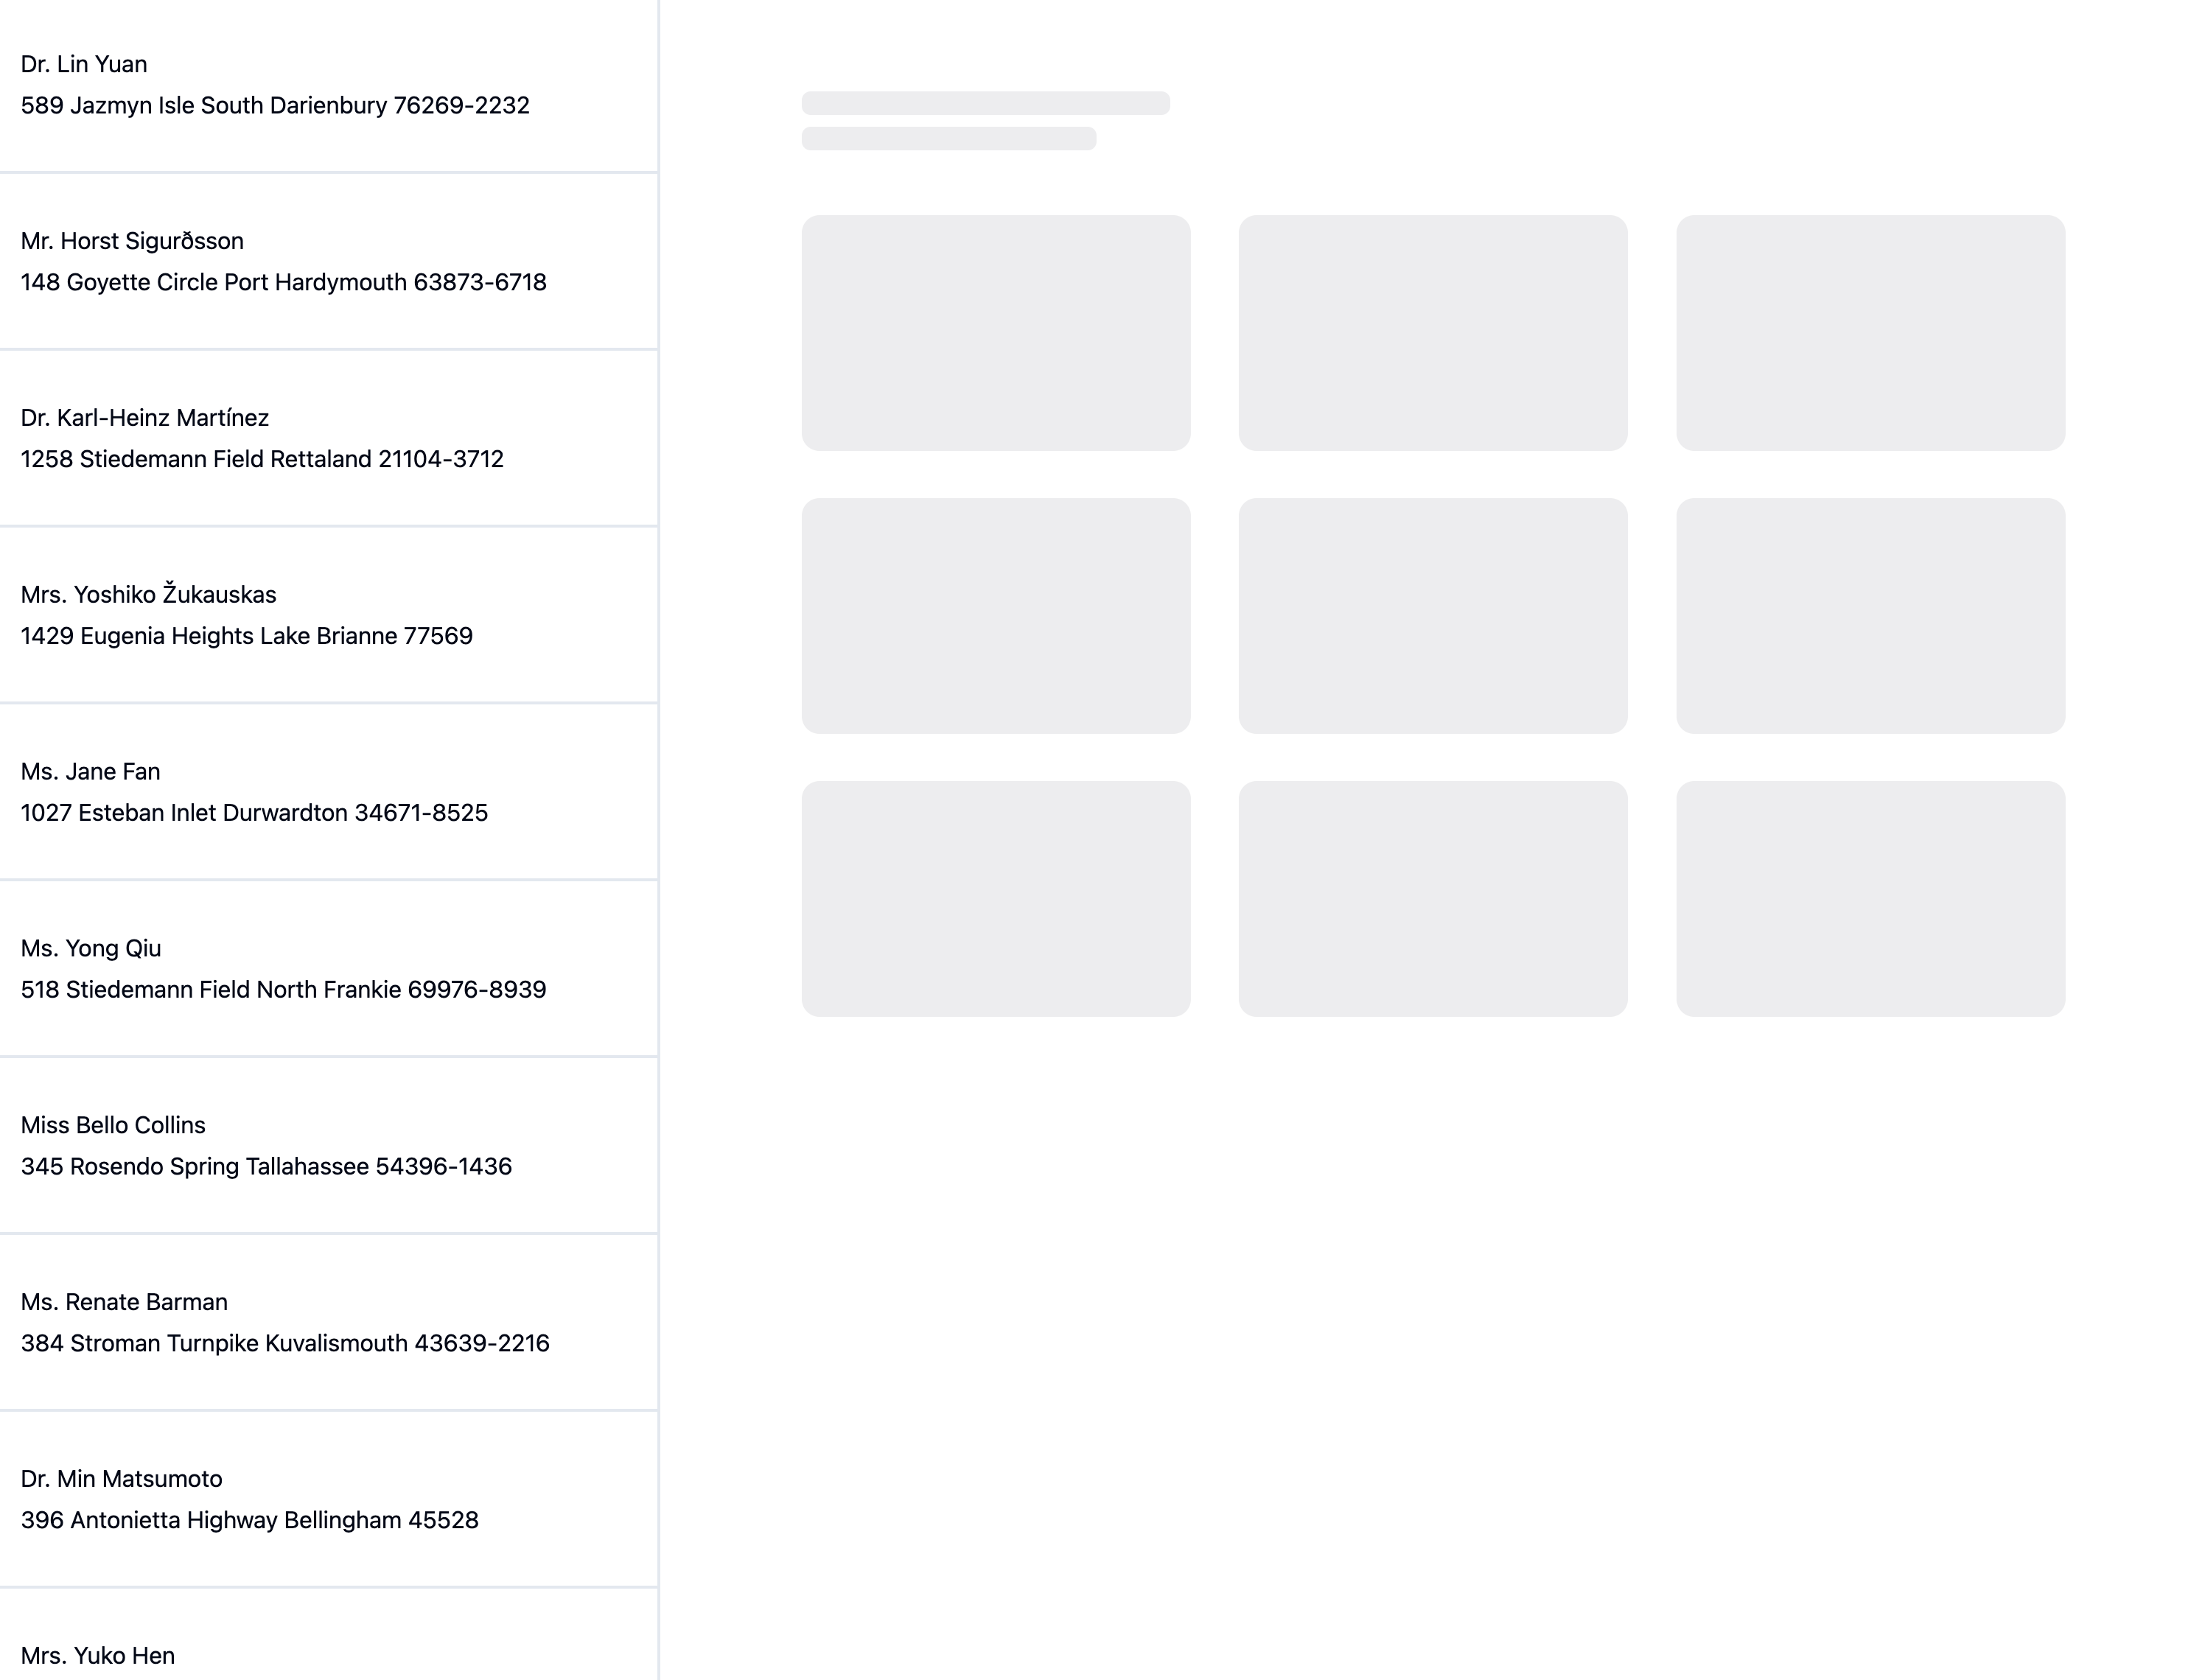 Dr. Lin Yuan
589 Jazmyn Isle South Darienbury 76269-2232
Mr. Horst Sigurðsson
148 Goyette Circle Port Hardymouth 63873-6718
Dr. Karl-Heinz Martínez
1258 Stiedemann Field Rettaland 21104-3712
Mrs. Yoshiko Žukauskas
1429 Eugenia Heights Lake Brianne 77569
Ms. Jane Fan
1027 Esteban Inlet Durwardton 34671-8525
Ms. Yong Qiu
518 Stiedemann Field North Frankie 69976-8939
Miss Bello Collins
345 Rosendo Spring Tallahassee 54396-1436
Ms. Renate Barman
384 Stroman Turnpike Kuvalismouth 43639-2216
Dr. Min Matsumoto
396 Antonietta Highway Bellingham 45528
Mrs. Yuko Hen